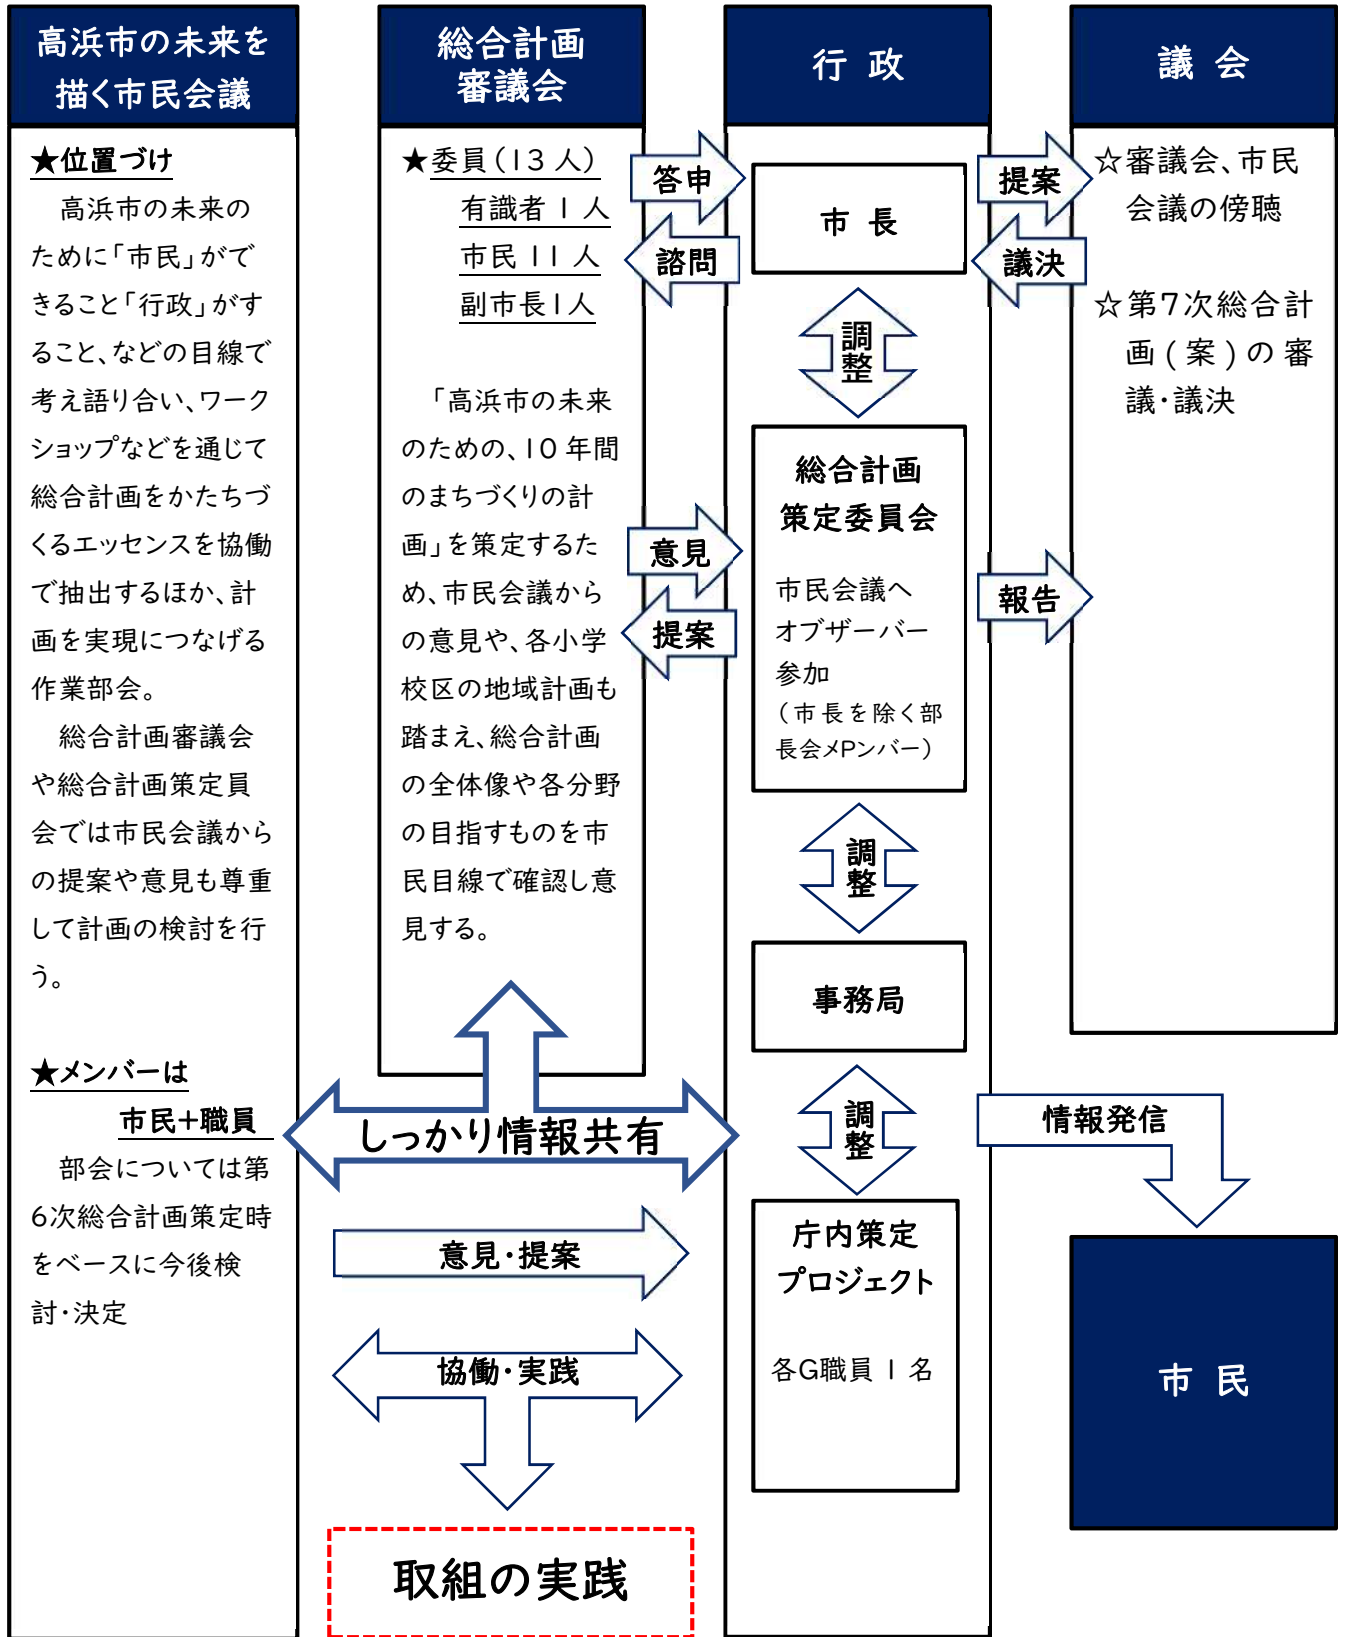 高浜市の未来を
描く市民会議
★位置づけ
高浜市の未来の
ために「市民」がで
きること「行政」がす
ること、などの目線で
考え語り合い、ワーク
ショップなどを通じて
総合計画をかたちづ
くるエッセンスを協働
で抽出するほか、計
画を実現につなげる
作業部会。
総合計画審議会
や総合計画策定員
会では市民会議から
の提案や意見も尊重
して計画の検討を行
う。
★メンバーは
市民+職員
部会については第
6次総合計画策定時
をベースに今後検
討・決定
総合計画
審議会
★委員(13人)
有識者1人
市民11人
副市長1人
「高浜市の未来
のための、10年間
のまちづくりの計
画」を策定するた
め、市民会議から
の意見や、各小学
校区の地域計画も
踏まえ、総合計画
の全体像や各分野
の目指すものを市
民目線で確認し意
見する。
答申
諮問
意見
提案
行政
市長
調整
総合計画
策定委員会
市民会議へ
オブザーバー
参加
(市長を除く部
長会メPンバー)
調整
事務局
調整
庁内策定
プロジェクト
各G職員1名
提案
議決
報告
議会
☆審議会、市民
会議の傍聴
☆第7次総合計
画(案)の審
議・議決
しっかり情報共有
意見・提案
協働・実践
取組の実践
情報発信
市民